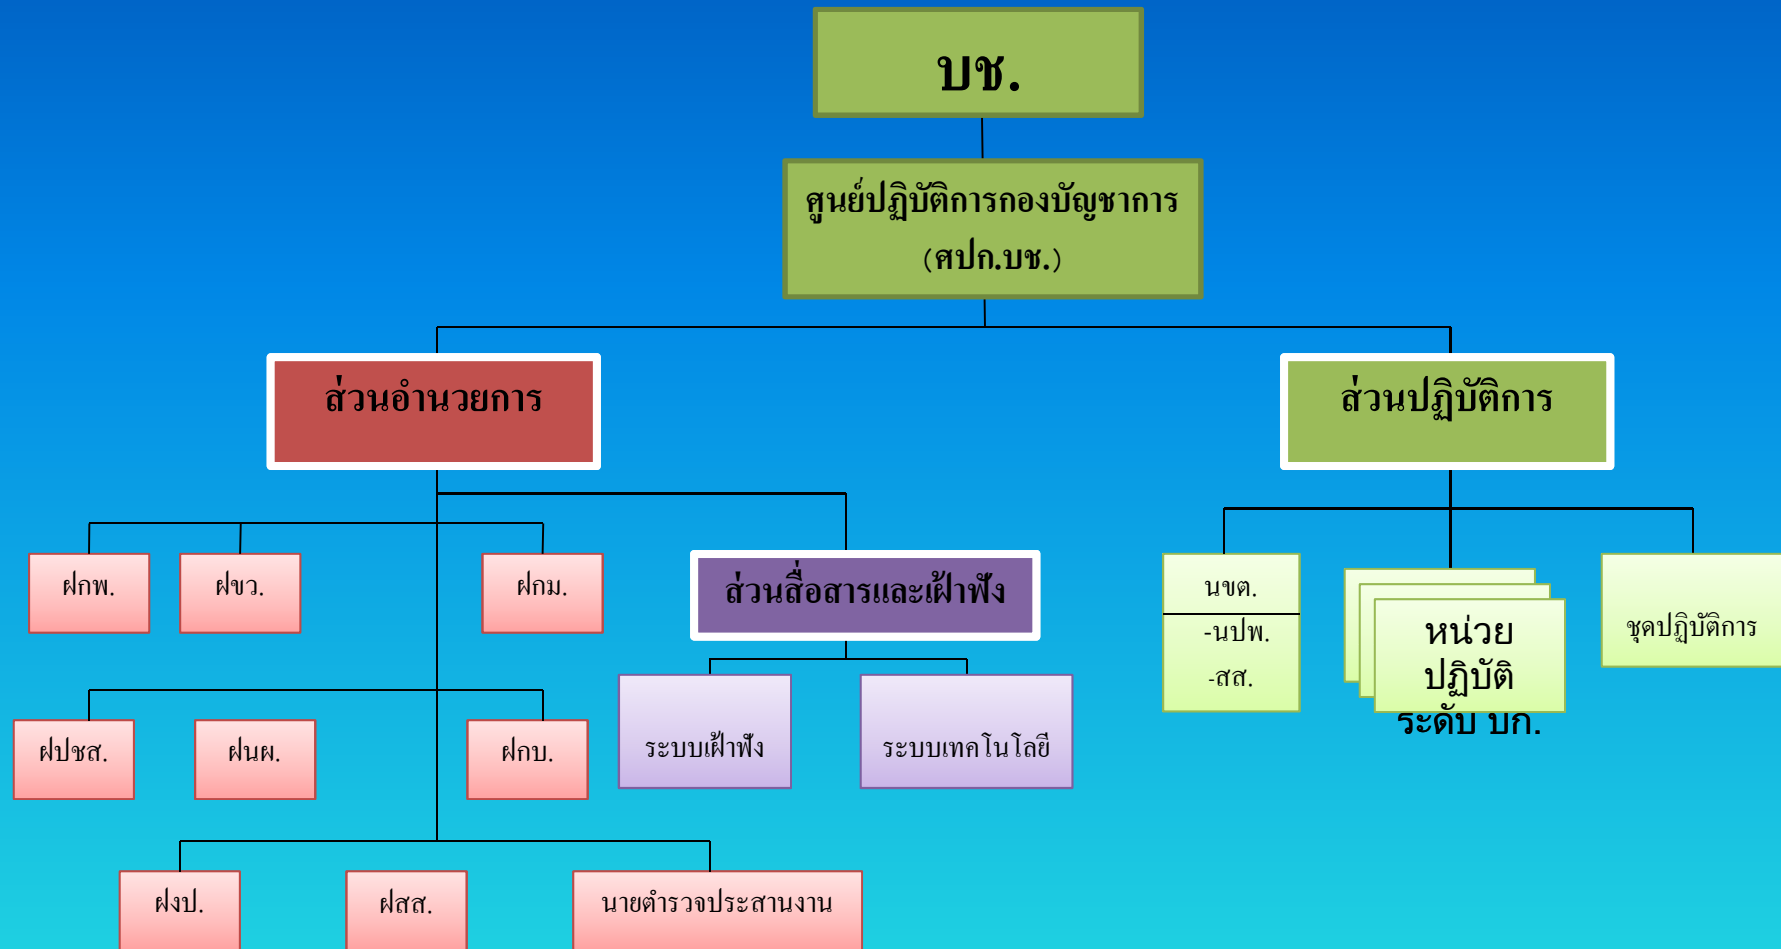 บช.
ศูนย์ปฏิบัติการกองบัญชาการ
(ศปก.บช.)
ส่วนอำนวยการ
ส่วนปฏิบัติการ
ฝกพ.
ฝขว.
ฝกม.
ส่วนสื่อสารและเฝ้าฟัง
นขต.
-นปพ.
-สส.
หน่วย
ปฏิบัติ
ระดับ บก.
ชุดปฏิบัติการ
ฝปชส.
ฝนผ.
ฝกบ.
ระบบเฝ้าฟัง
ระบบเทคโนโลยี
ฝงป.
ฝสส.
นายตำรวจประสานงาน